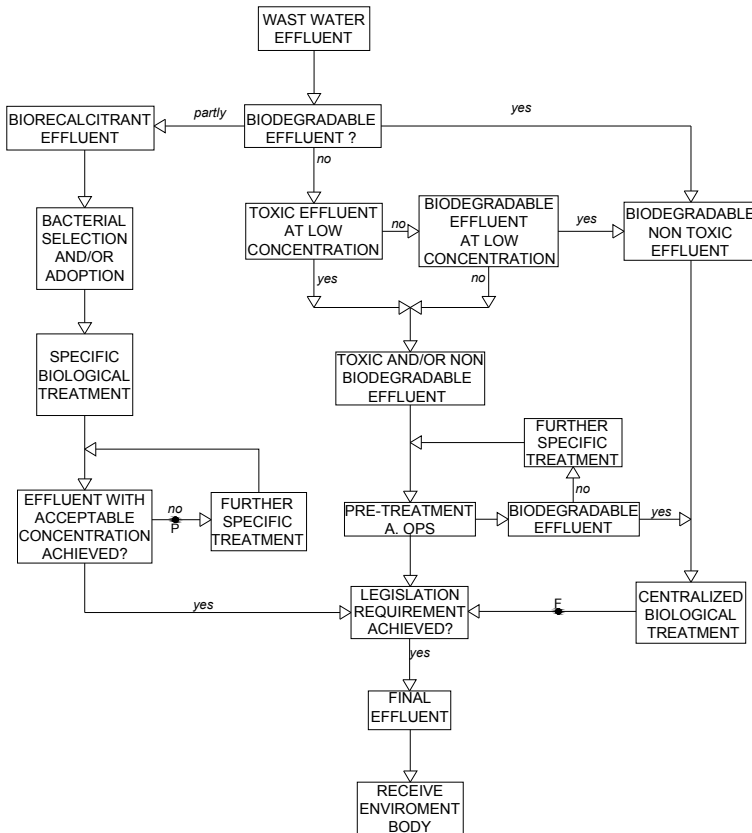 WAST WATER
EFFLUENT
BIORECALCITRANT
EFFLUENT
partly
BIODEGRADABLE
EFFLUENT ?
yes
no
BACTERIAL
SELECTION
AND/OR
ADOPTION
TOXIC EFFLUENT
AT LOW
CONCENTRATION
no
BIODEGRADABLE
EFFLUENT
AT LOW
CONCENTRATION
yes
BIODEGRADABLE
NON TOXIC
EFFLUENT
yes
no
SPECIFIC
BIOLOGICAL
TREATMENT
TOXIC AND/OR NON
BIODEGRADABLE
EFFLUENT
FURTHER
SPECIFIC
TREATMENT
no
EFFLUENT WITH
ACCEPTABLE
CONCENTRATION
ACHIEVED?
no
P
FURTHER
SPECIFIC
TREATMENT
PRE-TREATMENT
A. OPS
BIODEGRADABLE
EFFLUENT
yes
yes
LEGISLATION
REQUIREMENT
ACHIEVED?
F
CENTRALIZED
BIOLOGICAL
TREATMENT
yes
FINAL
EFFLUENT
RECEIVE
ENVIROMENT
BODY